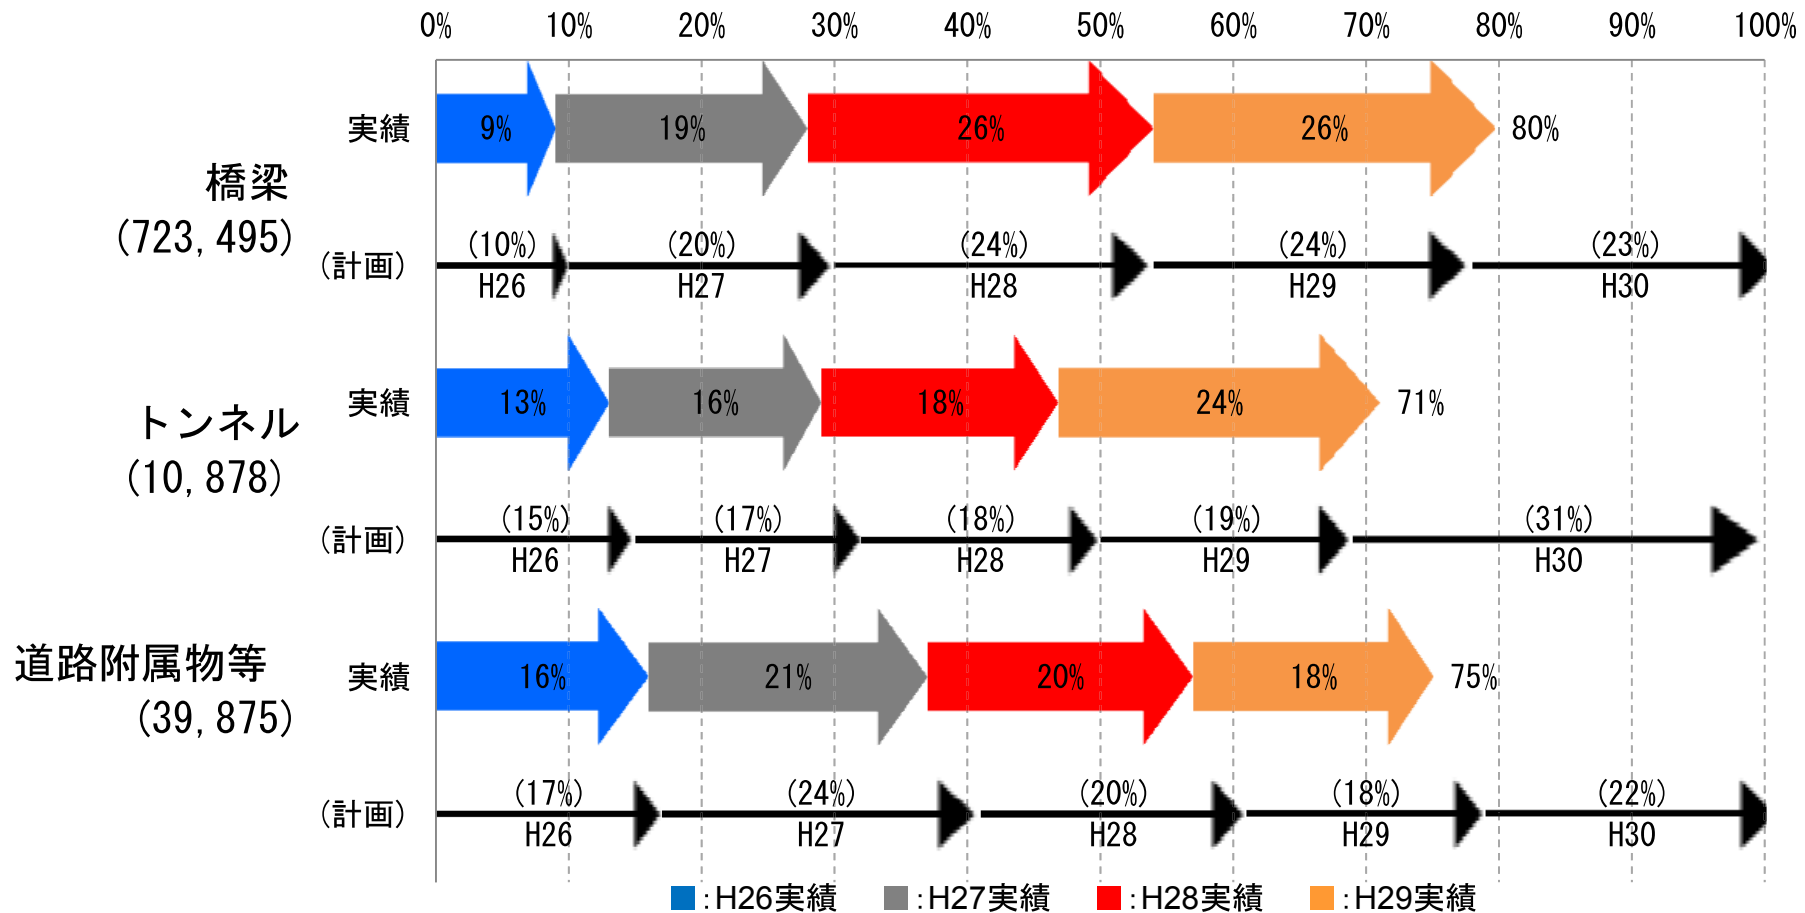 0% 10% 20% 30% 40% 50% 60% 70% 80% 90% 100%
橋梁
(723,495)
実績 9% 19% 26% 26% 80%
(計画) (10%) (20%) (24%) (24%) (23%)
H26 H27 H28 H29 H30
トンネル
(10,878)
実績 13% 16% 18% 24% 71%
(計画) (15%) (17%) (18%) (19%) (31%)
H26 H27 H28 H29 H30
道路附属物等
(39,875)
実績 16% 21% 20% 18% 75%
(計画) (17%) (24%) (20%) (18%) (22%)
H26 H27 H28 H29 H30
:H26実績 :H27実績 :H28実績 :H29実績